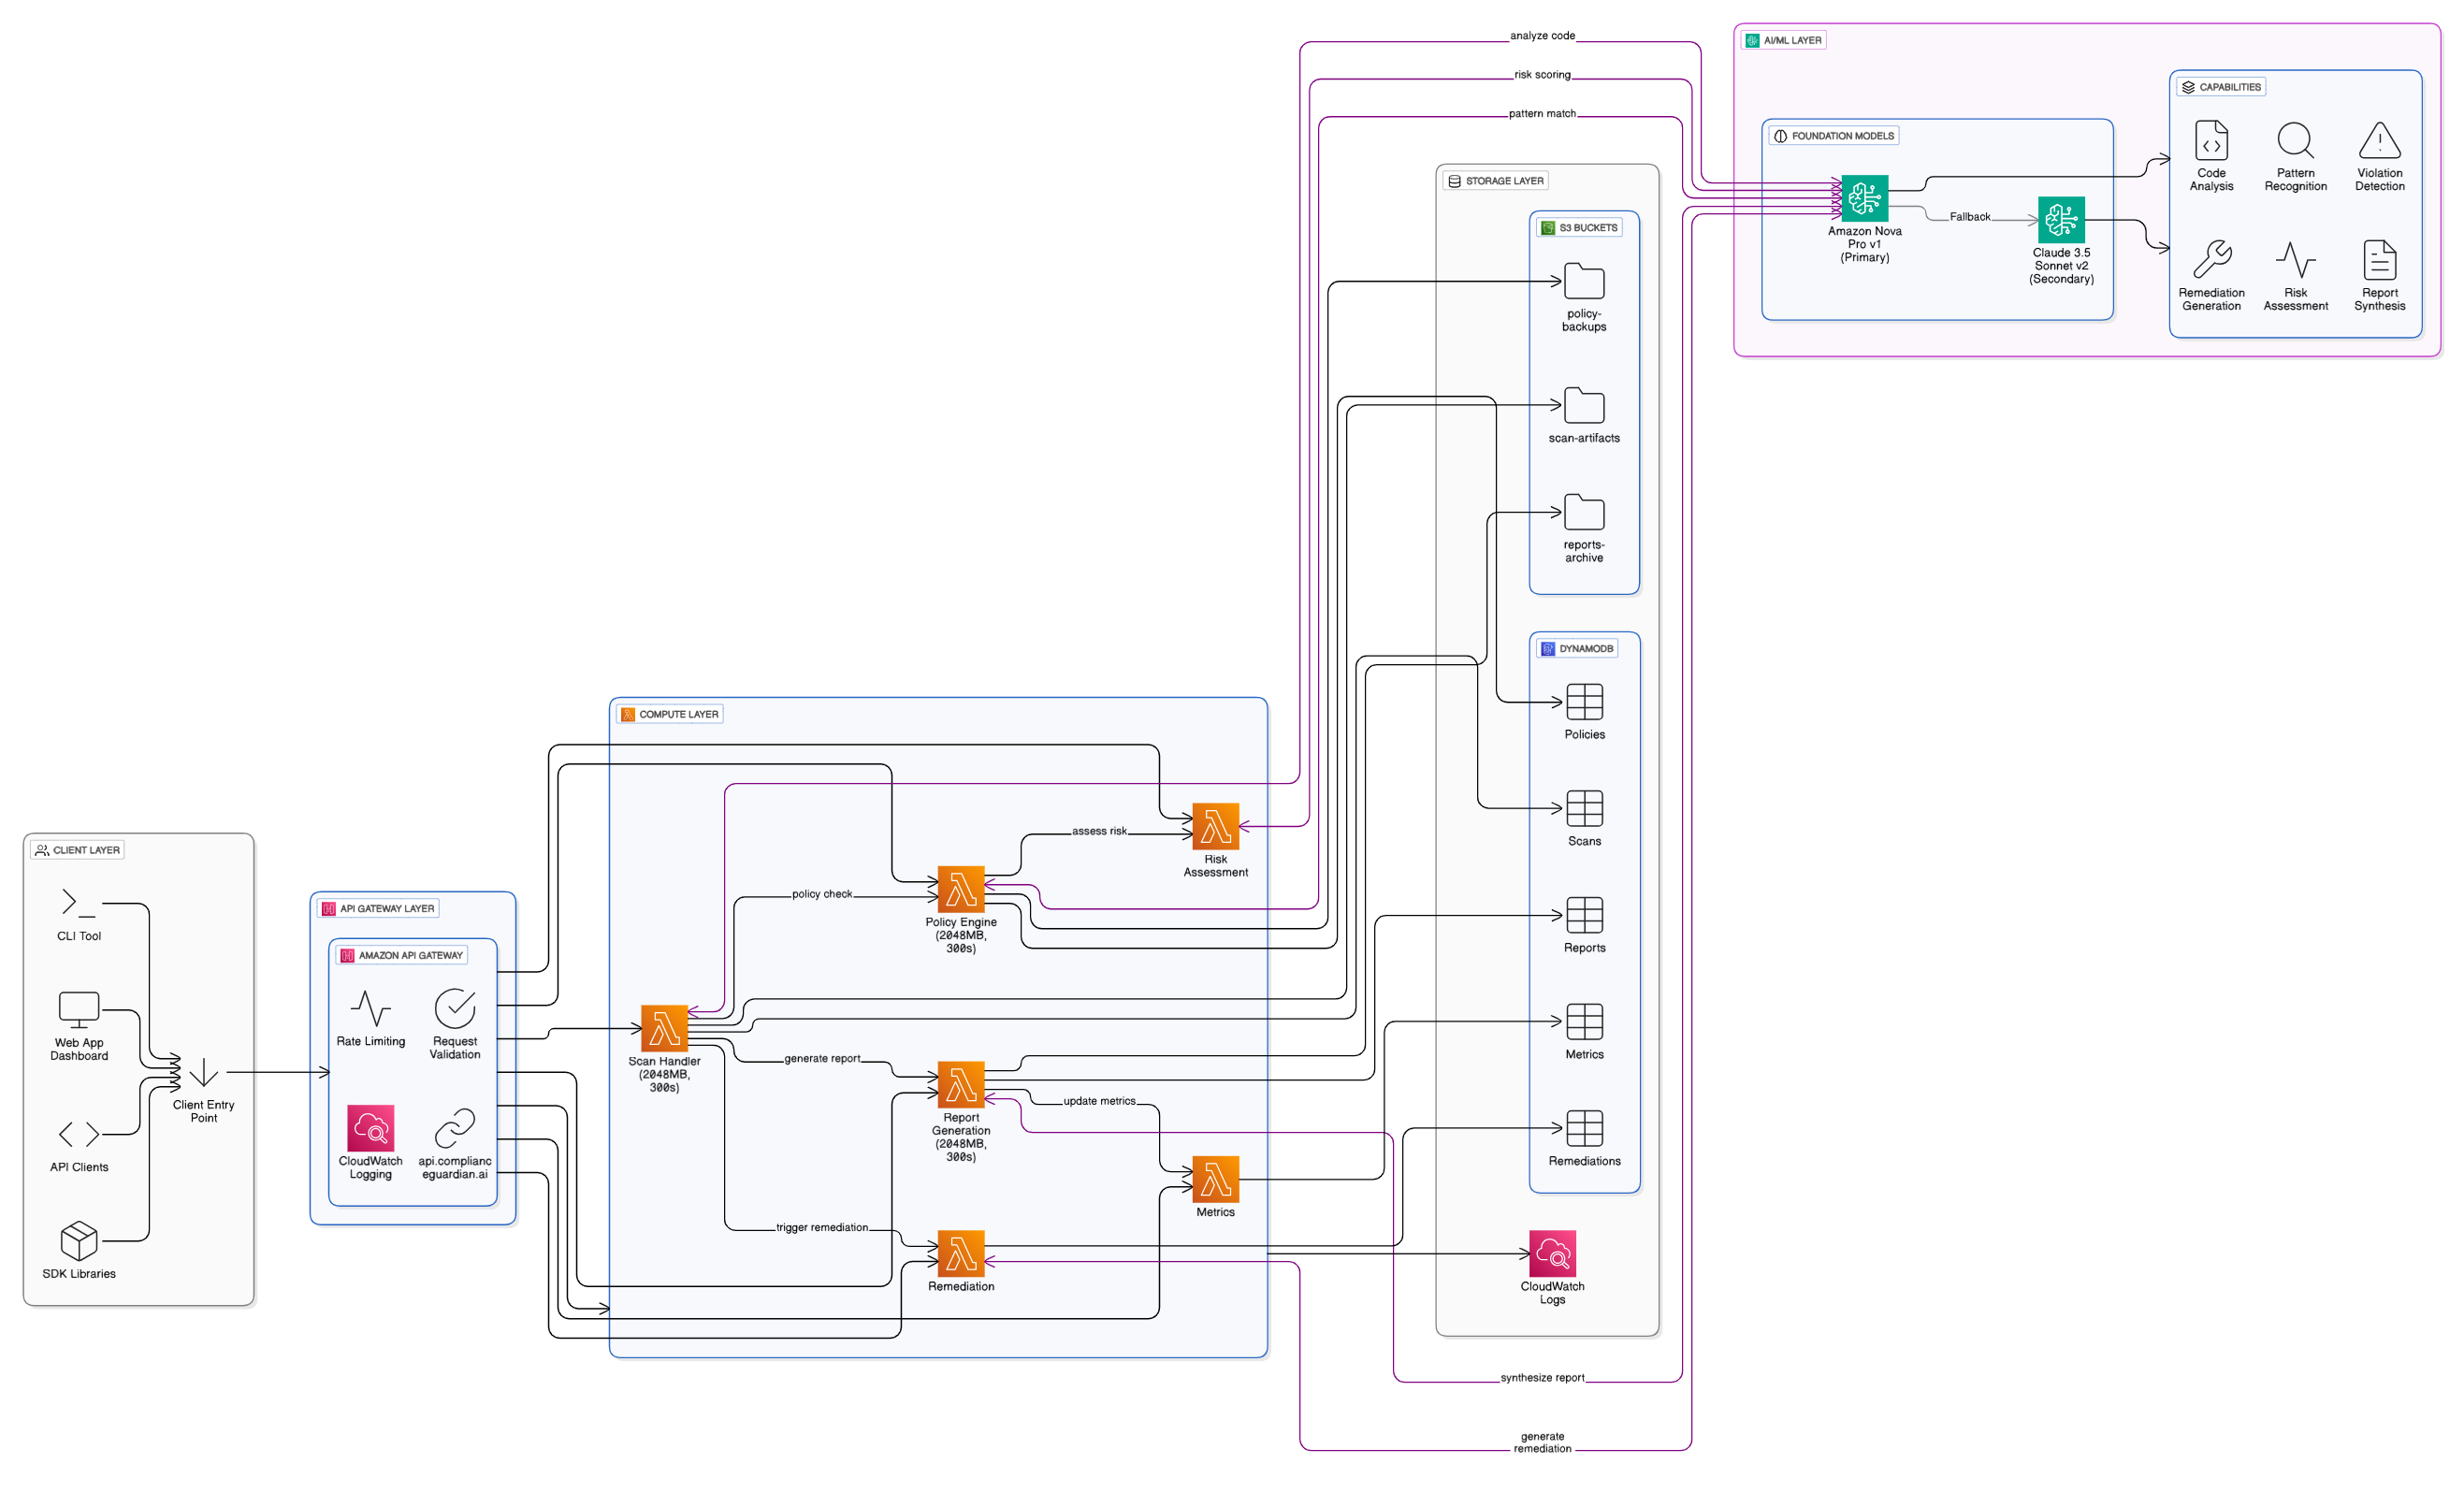 analyze code
risk scoring
pattern match
AI/ML LAYER
FOUNDATION MODELS
Amazon Nova
Pro v1
(Primary)
Fallback
Claude 3.5
Sonnet v2
(Secondary)
CAPABILITIES
Code
Analysis
Pattern
Recognition
Violation
Detection
Remediation
Generation
Risk
Assessment
Report
Synthesis
STORAGE LAYER
S3 BUCKETS
policy-
backups
scan-artifacts
reports-
archive
DYNAMODB
Policies
Scans
Reports
Metrics
Remediations
CloudWatch
Logs
COMPUTE LAYER
assess risk
Risk
Assessment
policy check
Policy Engine
(2048MB,
300s)
Scan Handler
(2048MB,
300s)
generate report
Report
Generation
(2048MB,
300s)
update metrics
Metrics
trigger remediation
Remediation
CLIENT LAYER
CLI Tool
Web App
Dashboard
API Clients
SDK Libraries
Client Entry
Point
API GATEWAY LAYER
AMAZON API GATEWAY
Rate Limiting
Request
Validation
CloudWatch
Logging
api.complianc
eguardian.ai
synthesize report
generate
remediation